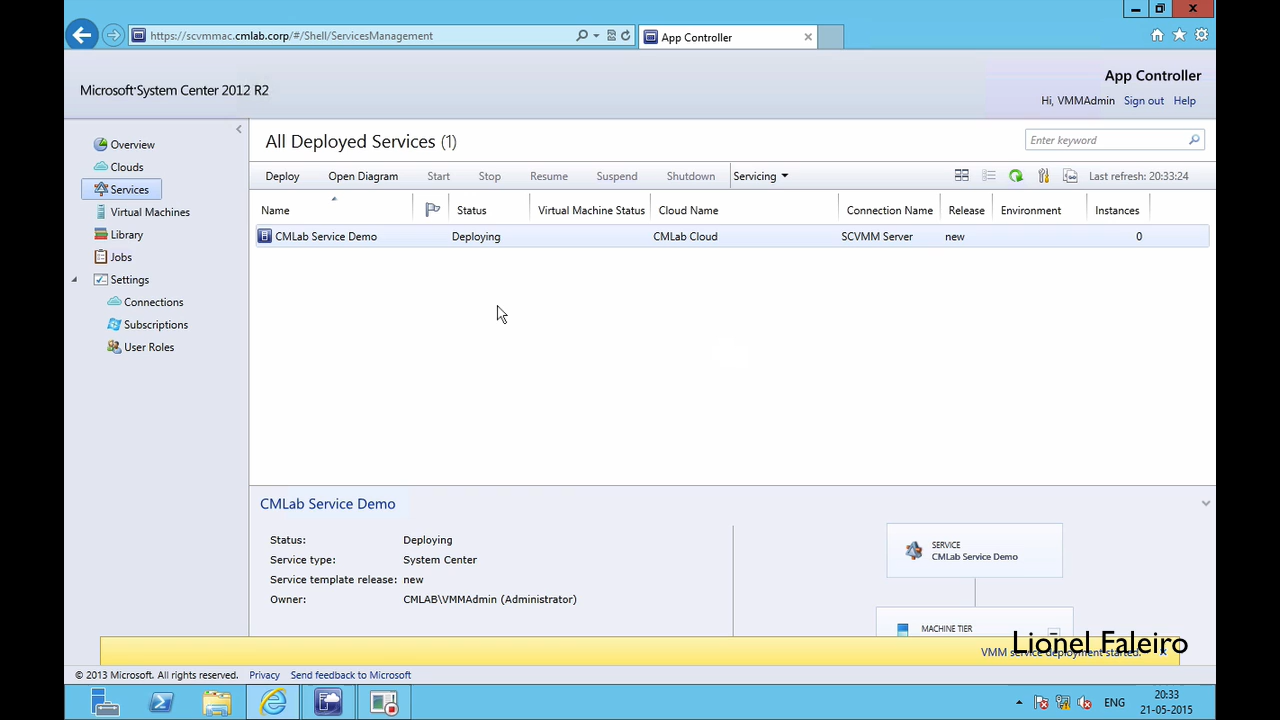 https://scvmmac.cmlab.corp/#/Shell/ServicesManagement
App Controller
Microsoft System Center 2012 R2
App Controller
Hi, VMMAdmin Sign out Help
Overview
Clouds
Services
Virtual Machines
Library
Jobs
Settings
Connections
Subscriptions
User Roles
All Deployed Services (1)
Enter keyword
Deploy Open Diagram Start Stop Resume Suspend Shutdown Servicing Last refresh: 20:33:24
Name Status Virtual Machine Status Cloud Name Connection Name Release Environment Instances
CMLab Service Demo Deploying CMLab Cloud SCVMM Server new 0
CMLab Service Demo
Status: Deploying
Service type: System Center
Service template release: new
Owner: CMLAB\VMMAdmin (Administrator)
SERVICE
CMLab Service Demo
MACHINE TIER
Lionel Faleiro
VMM service deployment started.
© 2013 Microsoft. All rights reserved. Privacy Send feedback to Microsoft
ENG
20:33
21-05-2015